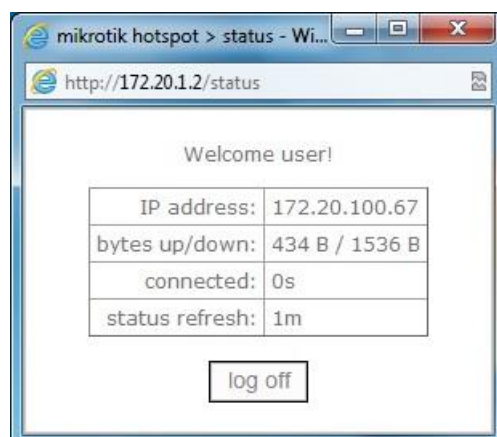 mikrotik hotspot > status - Wi...
http://172.20.1.2/status
Welcome user!
IP address: 172.20.100.67
bytes up/down: 434 B / 1536 B
connected: 0s
status refresh: 1m
log off